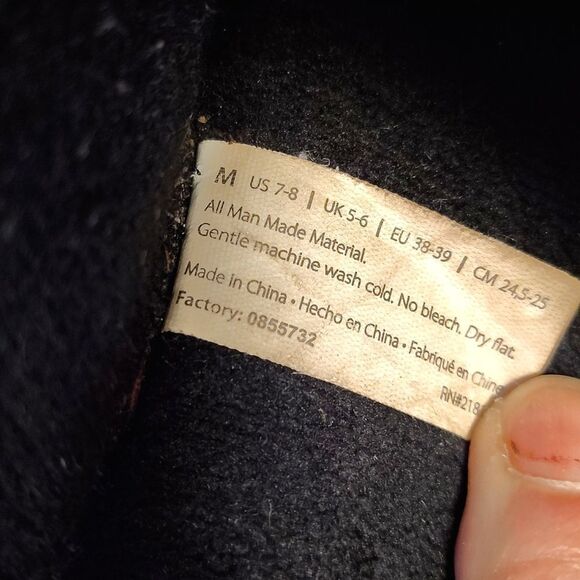 M US 7-8 | UK 5-6 | EU 38-39 | CM 24,5-25
All Man Made Material.
Gentle machine wash cold. No bleach. Dry flat.
Made in China • Hecho en China • Fabriqué en Chine
Factory: 0855732